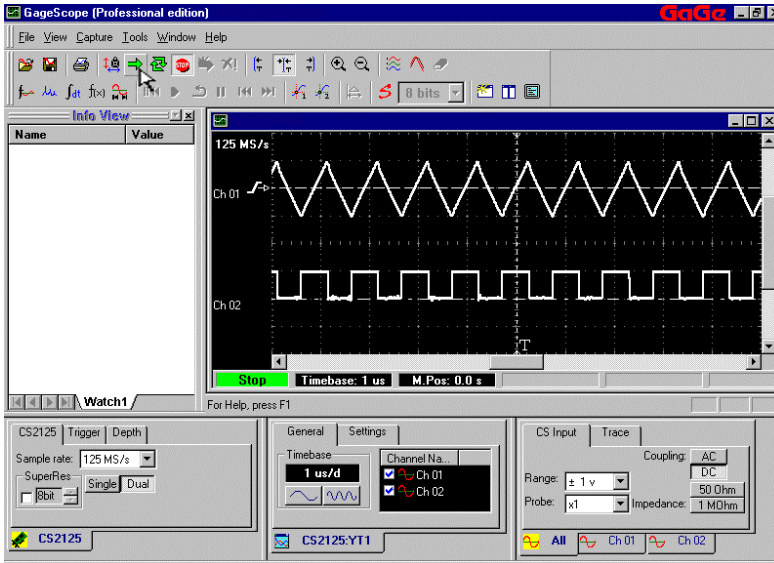 GageScope (Professional edition)
GaGe
File View Capture Tools Window Help
8 bits
Info View
Name Value
125 MS/s
Ch 01
Ch 02
T
Stop Timebase: 1 us M.Pos: 0.0 s
Watch1
For Help, press F1
CS2125 Trigger Depth
Sample rate: 125 MS/s
SuperRes
8bit
Single Dual
CS2125
General Settings
Timebase
1 us/d
Channel Na...
Ch 01
Ch 02
CS2125:YT1
CS Input Trace
Coupling: AC
DC
Range: ± 1 v
50 Ohm
Probe: x1 Impedance: 1 MOhm
All Ch 01 Ch 02